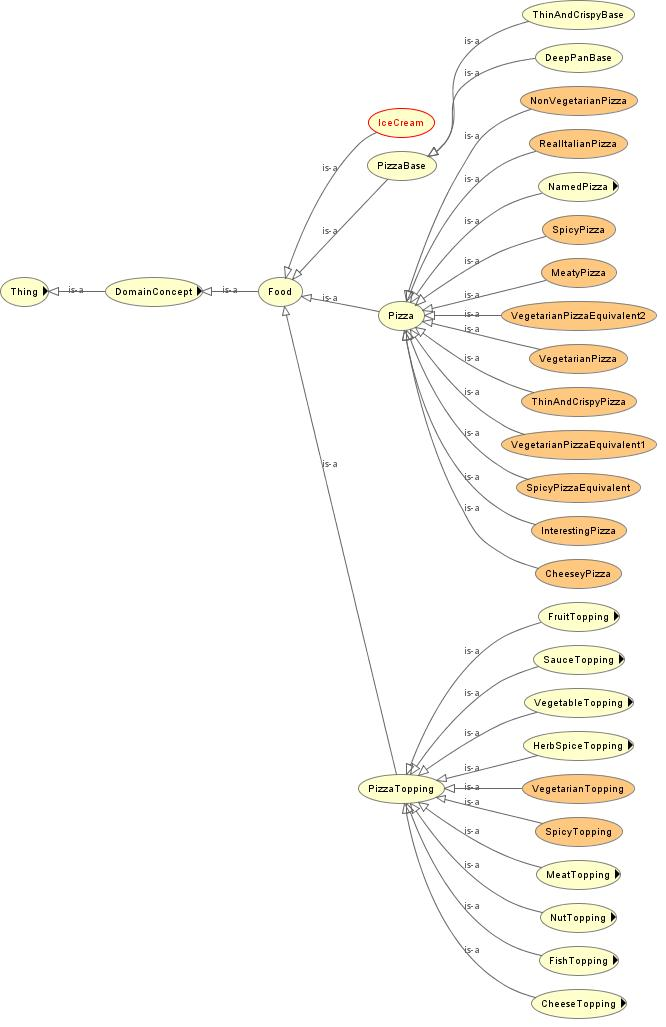 ThinAndCrispyBase
is-a
DeepPanBase
is-a
NonVegetarianPizza
IceCream
is-a
RealItalianPizza
PizzaBase
is-a
is-a
NamedPizza
is-a
SpicyPizza
is-a
is-a
MeatyPizza
Thing
is-a
DomainConcept
is-a
Food
is-a
is-a
Pizza
is-a
VegetarianPizzaEquivalent2
is-a
VegetarianPizza
is-a
ThinAndCrispyPizza
is-a
VegetarianPizzaEquivalent1
is-a
is-a
is-a
SpicyPizzaEquivalent
is-a
InterestingPizza
CheeseyPizza
FruitTopping
is-a
SauceTopping
is-a
VegetableTopping
is-a
HerbSpiceTopping
is-a
PizzaTopping
is-a
VegetarianTopping
is-a
SpicyTopping
is-a
MeatTopping
is-a
NutTopping
is-a
FishTopping
is-a
CheeseTopping